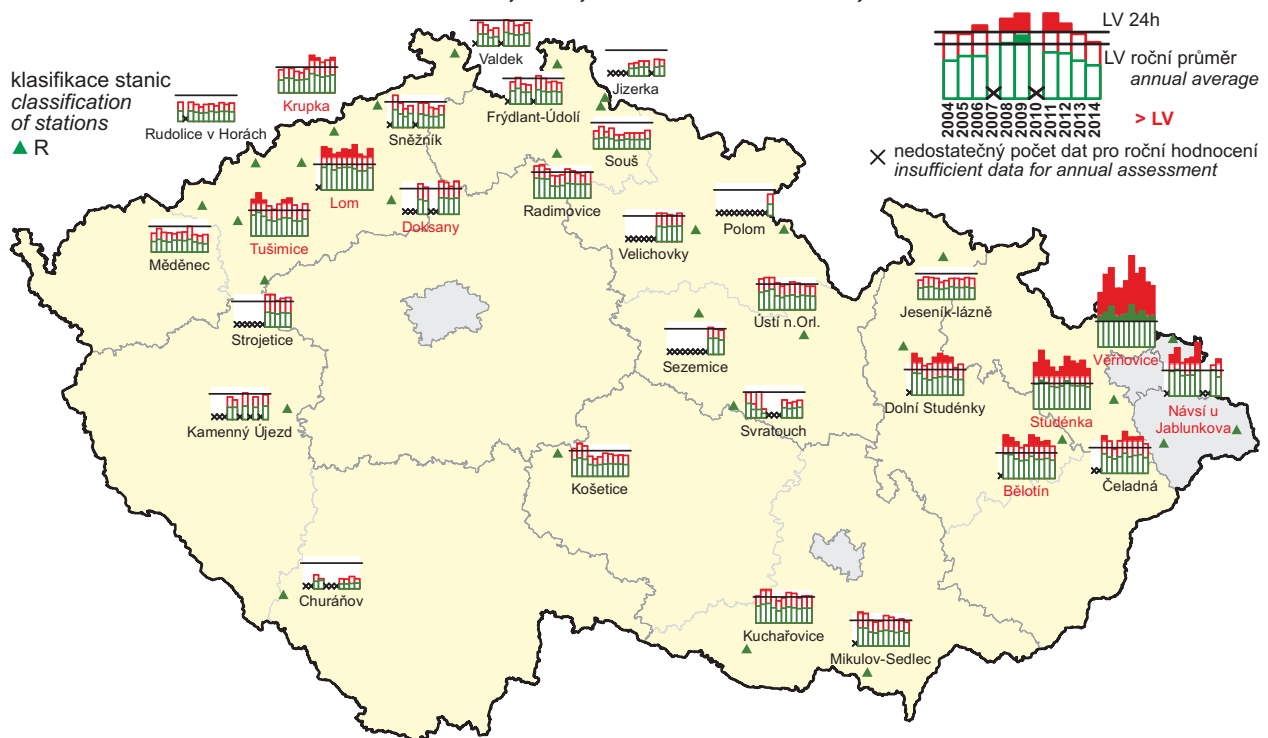 LV 24h
LV roční průměr
annual average
2004 2005 2006 2007 2008 2009 2010 2011 2012 2013 2014
> LV
× nedostatečný počet dat pro roční hodnocení
insufficient data for annual assessment
klasifikace stanic
classification
of stations
R
Valdek
Jizerka
Krupka
Rudolice v Horách
Sněžník
Frýdlant-Údolí
Souš
Lom
Doksany
Radimovice
Polom
Tušimice
Velichovky
Měděnec
Jeseník-lázně
Ústí n.Orl.
Strojetice
Sezemice
Věřňovice
Dolní Studénky
Studénka
Návsí u
Jablunkova
Kamenný Újezd
Svratouch
Košetice
Bělotín
Čeladná
Churáňov
Kuchařovice
Mikulov-Sedlec